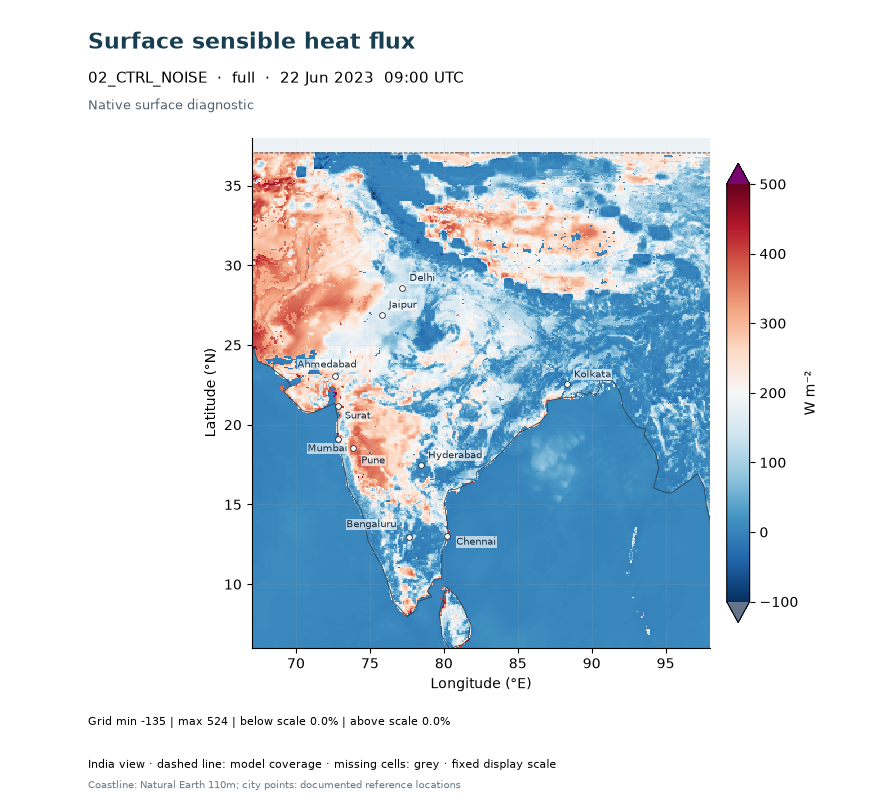 Surface sensible heat flux
02_CTRL_NOISE · full · 22 Jun 2023 09:00 UTC
Native surface diagnostic
35
30
25
20
15
10
Latitude (°N)
70
75
80
85
90
95
Longitude (°E)
Delhi
Jaipur
Ahmedabad
Kolkata
Surat
Mumbai
Pune
Hyderabad
Bengaluru
Chennai
500
400
300
200
100
0
−100
W m⁻²
Grid min -135 | max 524 | below scale 0.0% | above scale 0.0%
India view · dashed line: model coverage · missing cells: grey · fixed display scale
Coastline: Natural Earth 110m; city points: documented reference locations